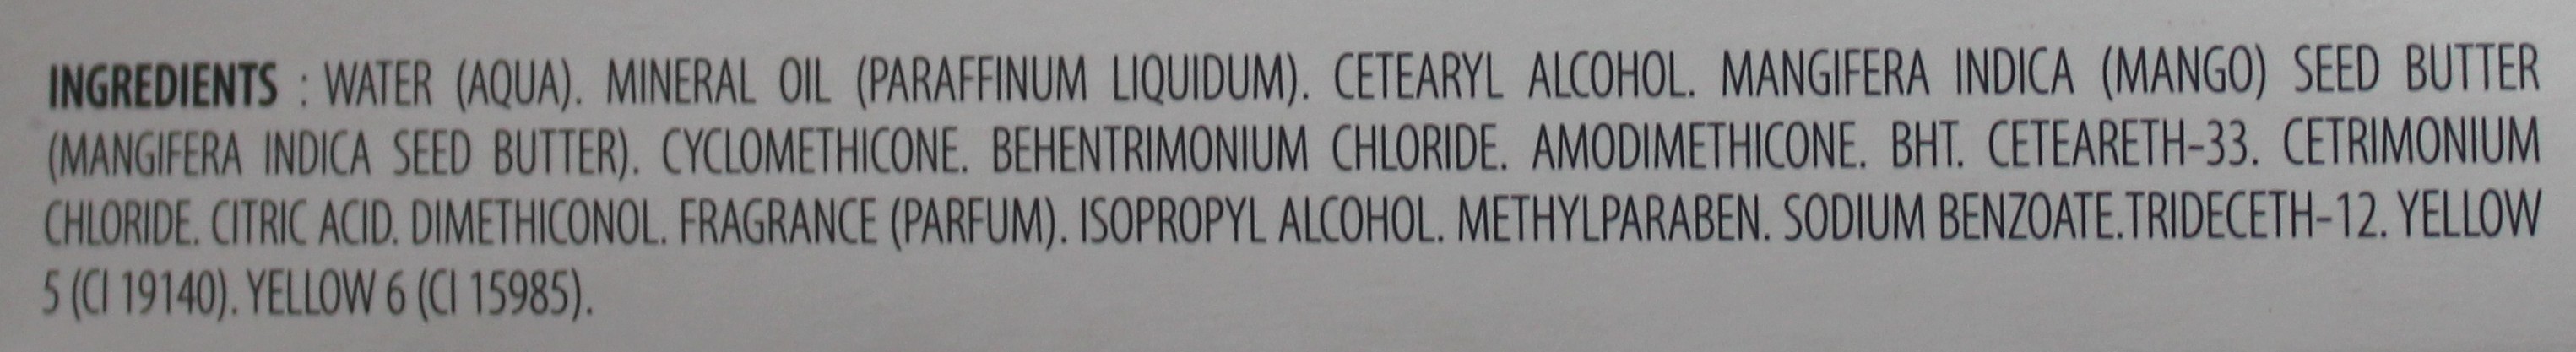 INGREDIENTS : WATER (AQUA). MINERAL OIL (PARAFFINUM LIQUIDUM). CETEARYL ALCOHOL. MANGIFERA INDICA (MANGO) SEED BUTTER
(MANGIFERA INDICA SEED BUTTER). CYCLOMETHICONE. BEHENTRIMONIUM CHLORIDE. AMODIMETHICONE. BHT. CETEARETH-33. CETRIMONIUM
CHLORIDE. CITRIC ACID. DIMETHICONOL. FRAGRANCE (PARFUM). ISOPROPYL ALCOHOL. METHYLPARABEN. SODIUM BENZOATE.TRIDECETH-12. YELLOW
5 (CI 19140). YELLOW 6 (CI 15985).